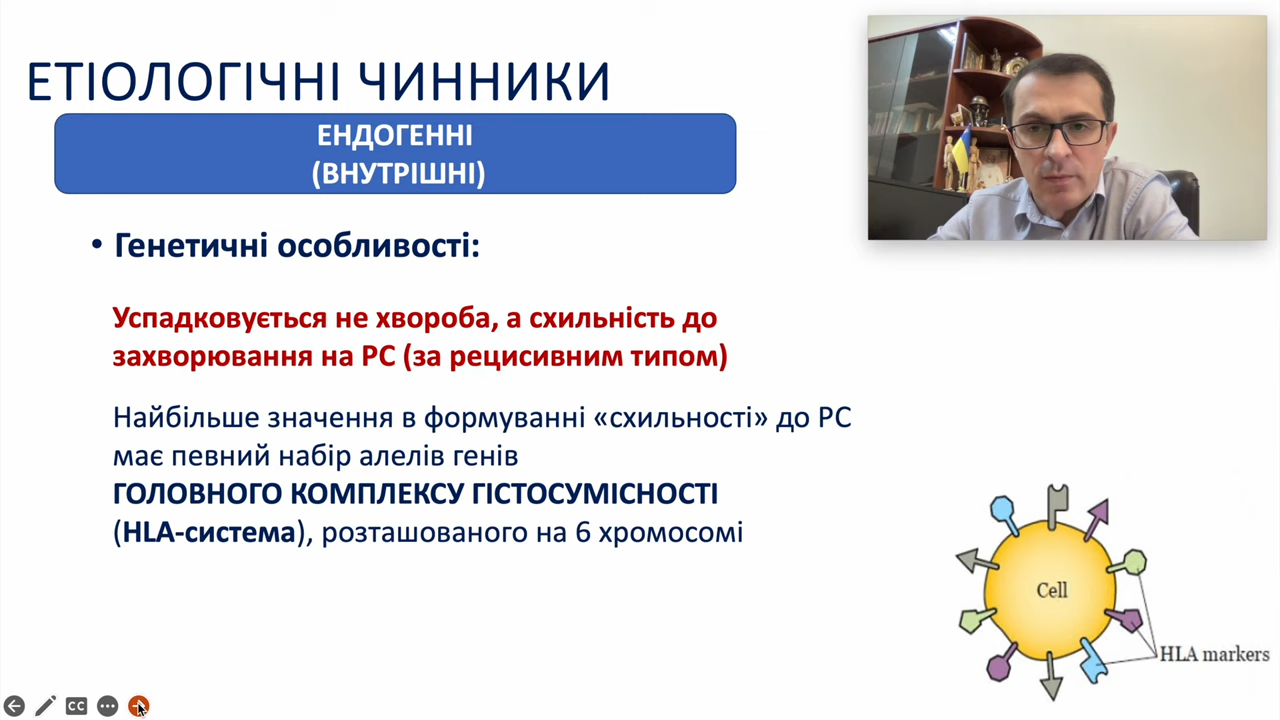 ЕТІОЛОГІЧНІ ЧИННИКИ
ЕНДОГЕННІ
(ВНУТРІШНІ)
• Генетичні особливості:
Успадковується не хвороба, а схильність до
захворювання на РС (за рецисивним типом)
Найбільше значення в формуванні «схильності» до РС
має певний набір алелів генів
ГОЛОВНОГО КОМПЛЕКСУ ГІСТОСУМІСНОСТІ
(HLA-система), розташованого на 6 хромосомі
Cell
HLA markers
CC